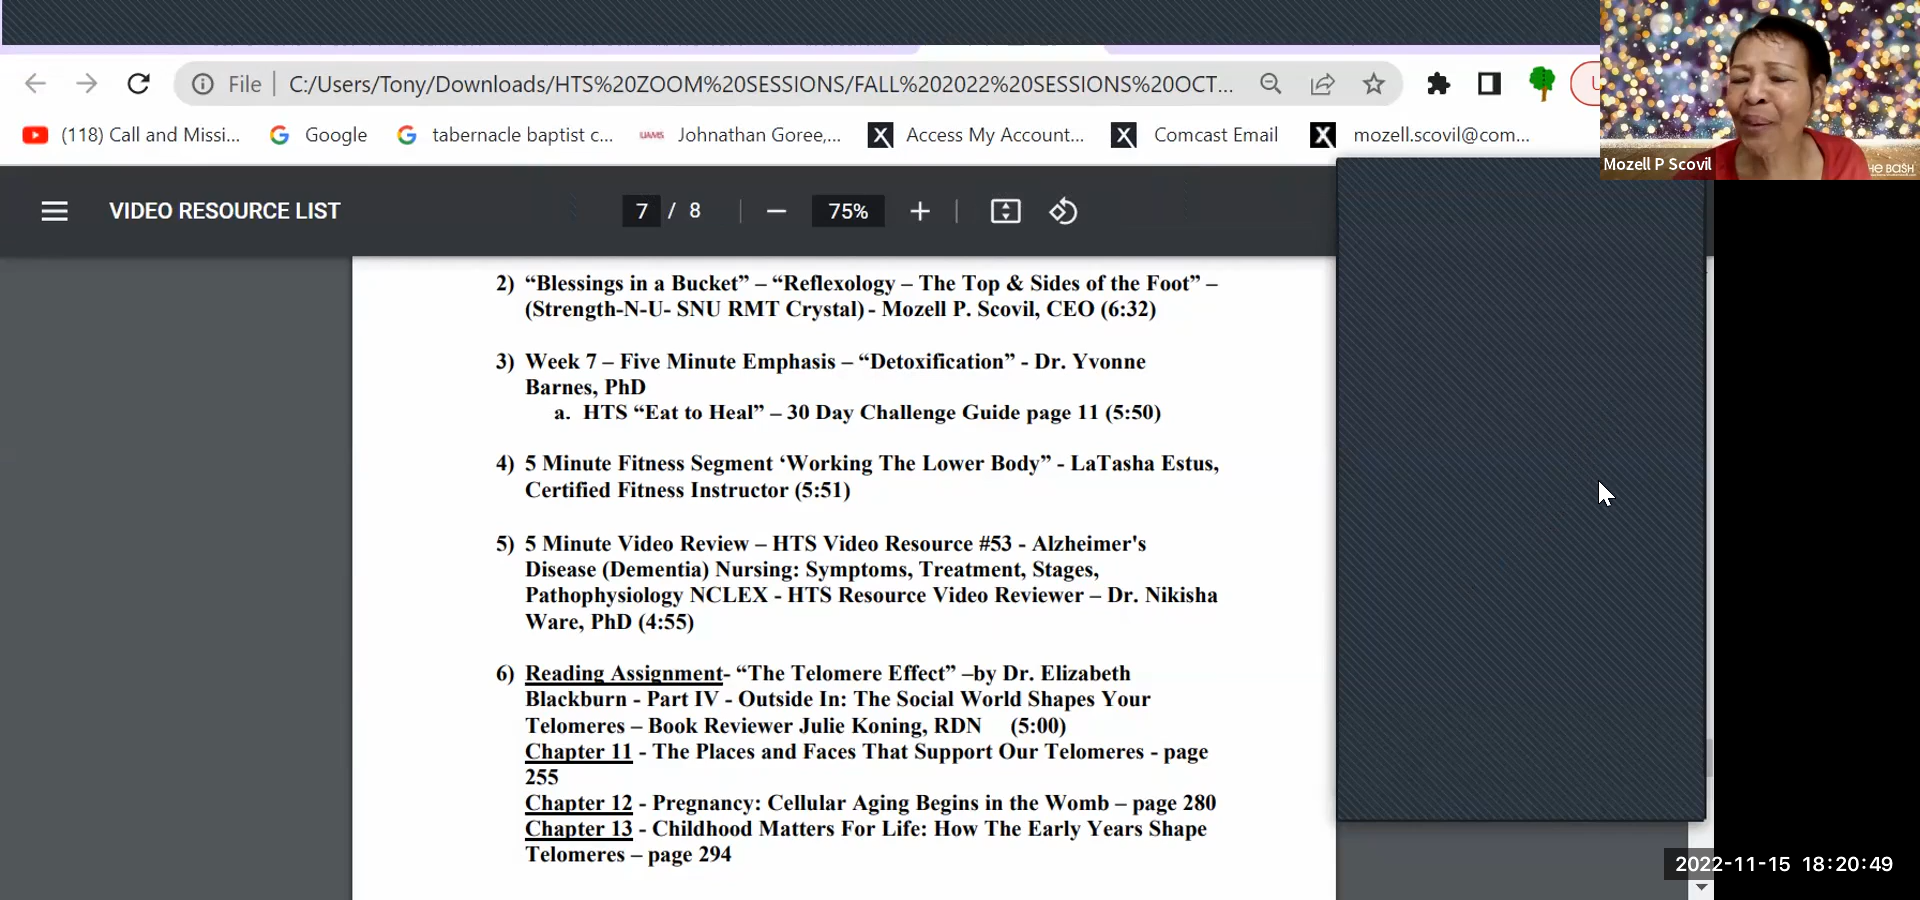 File
C:/Users/Tony/Downloads/HTS%20ZOOM%20SESSIONS/FALL%202022%20SESSIONS%20OCT...
(118) Call and Missi...
Google
tabernacle baptist c...
UAMS
Johnathan Goree,...
X
Access My Account...
X
Comcast Email
X
mozell.scovil@com...
Mozell P Scovil
HE BASH
VIDEO RESOURCE LIST
7 / 8
75%
2) “Blessings in a Bucket” – “Reflexology – The Top & Sides of the Foot” –
(Strength-N-U- SNU RMT Crystal) - Mozell P. Scovil, CEO (6:32)
3) Week 7 – Five Minute Emphasis – “Detoxification” - Dr. Yvonne
Barnes, PhD
a. HTS “Eat to Heal” – 30 Day Challenge Guide page 11 (5:50)
4) 5 Minute Fitness Segment ‘Working The Lower Body” - LaTasha Estus,
Certified Fitness Instructor (5:51)
5) 5 Minute Video Review – HTS Video Resource #53 - Alzheimer's
Disease (Dementia) Nursing: Symptoms, Treatment, Stages,
Pathophysiology NCLEX - HTS Resource Video Reviewer – Dr. Nikisha
Ware, PhD (4:55)
6) Reading Assignment- “The Telomere Effect” –by Dr. Elizabeth
Blackburn - Part IV - Outside In: The Social World Shapes Your
Telomeres – Book Reviewer Julie Koning, RDN (5:00)
Chapter 11 - The Places and Faces That Support Our Telomeres - page
255
Chapter 12 - Pregnancy: Cellular Aging Begins in the Womb – page 280
Chapter 13 - Childhood Matters For Life: How The Early Years Shape
Telomeres – page 294
2022-11-15 18:20:49